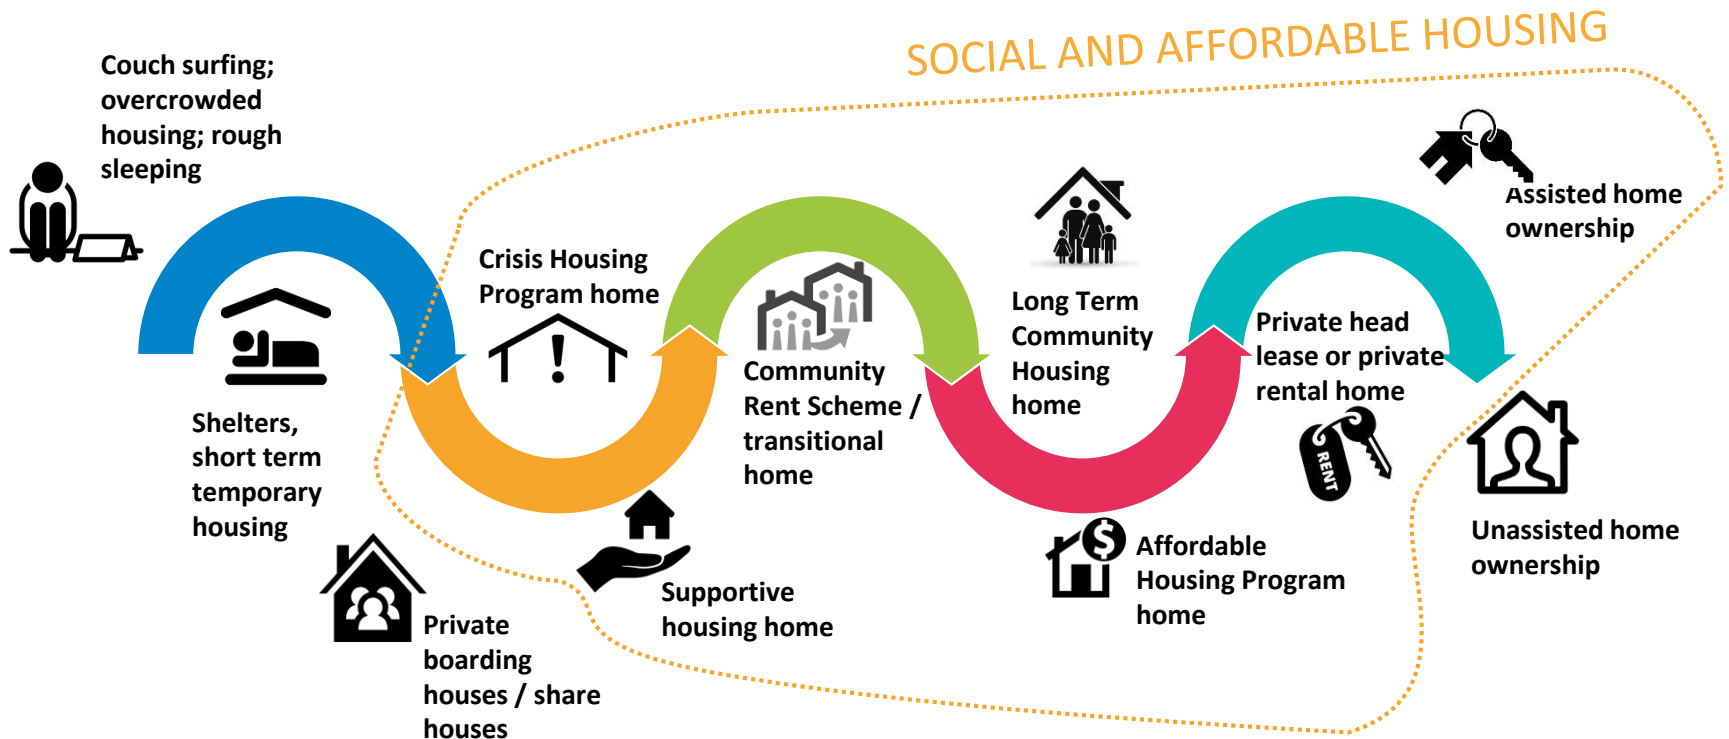 SOCIAL AND AFFORDABLE HOUSING
Couch surfing;
overcrowded
housing; rough
sleeping
Shelters,
short term
temporary
housing
Private
boarding
houses / share
houses
Crisis Housing
Program home
Supportive
housing home
Community
Rent Scheme /
transitional
home
Long Term
Community
Housing
home
Affordable
Housing Program
home
Private head
lease or private
rental home
RENT
Assisted home
ownership
Unassisted home
ownership